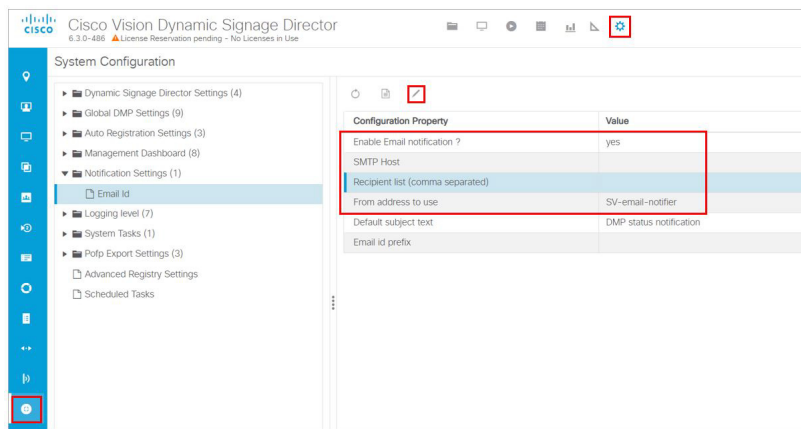 CISCO
Cisco Vision Dynamic Signage Director
6.3.0-486 License Reservation pending - No Licenses in Use
System Configuration
Dynamic Signage Director Settings (4)
Global DMP Settings (9)
Auto Registration Settings (3)
Management Dashboard (8)
Notification Settings (1)
Email Id
Logging level (7)
System Tasks (1)
Pofp Export Settings (3)
Advanced Registry Settings
Scheduled Tasks
Configuration Property Value
Enable Email notification ? yes
SMTP Host
Recipient list (comma separated)
From address to use SV-email-notifier
Default subject text DMP status notification
Email id prefix